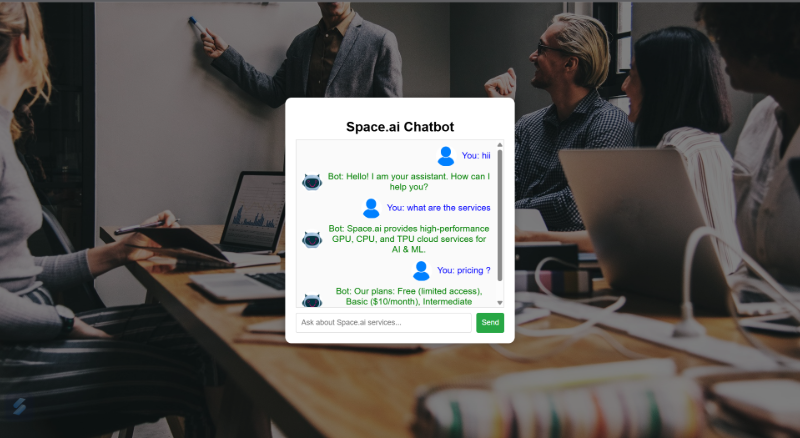 Space.ai Chatbot
You: hii
Bot: Hello! I am your assistant. How can I
help you?
You: what are the services
Bot: Space.ai provides high-performance
GPU, CPU, and TPU cloud services for
AI & ML.
You: pricing ?
Bot: Our plans: Free (limited access),
Basic ($10/month), Intermediate
Ask about Space.ai services...
Send